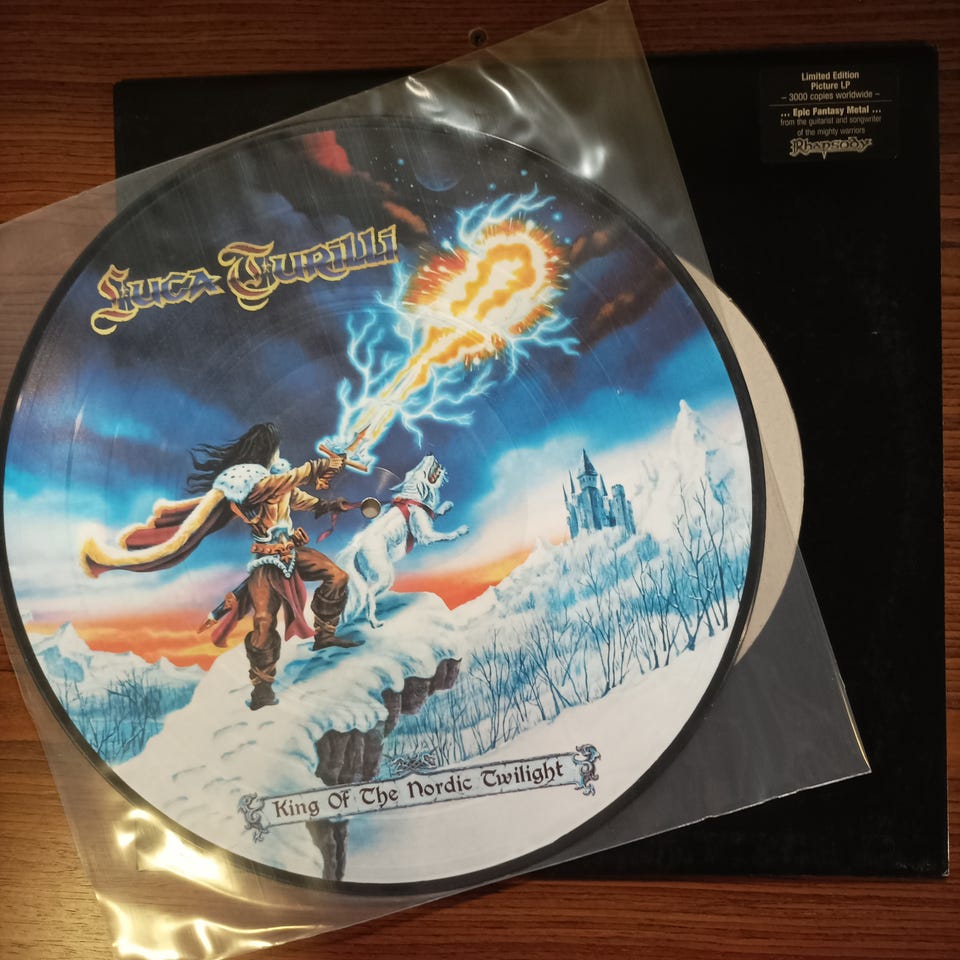 Limited Edition
Picture LP
– 3000 copies worldwide –
... Epic Fantasy Metal ...
from the guitarist and songwriter
of the mighty warriors
Rhapsody
Luca Turilli
King Of The Nordic Twilight